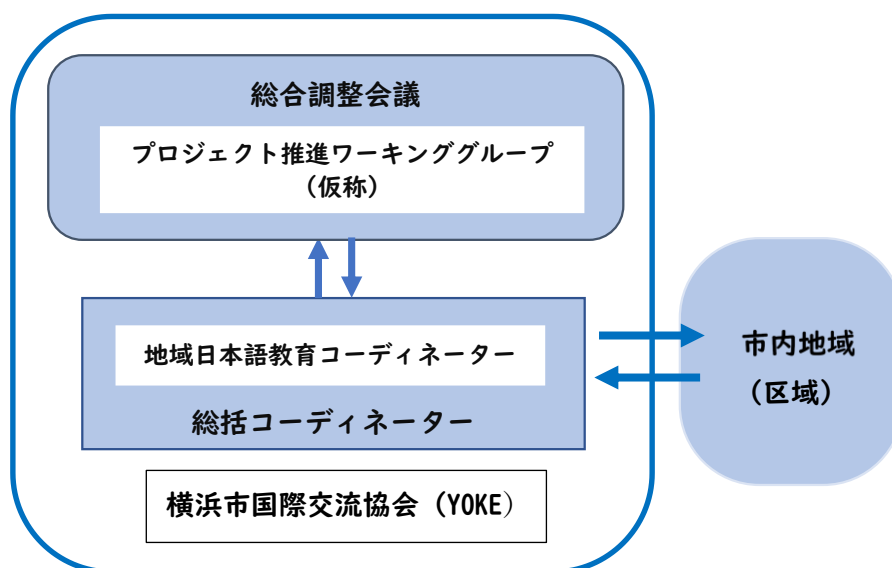 総合調整会議
プロジェクト推進ワーキンググループ
(仮称)
地域日本語教育コーディネーター
総括コーディネーター
横浜市国際交流協会（YOKE）
市内地域
（区域）